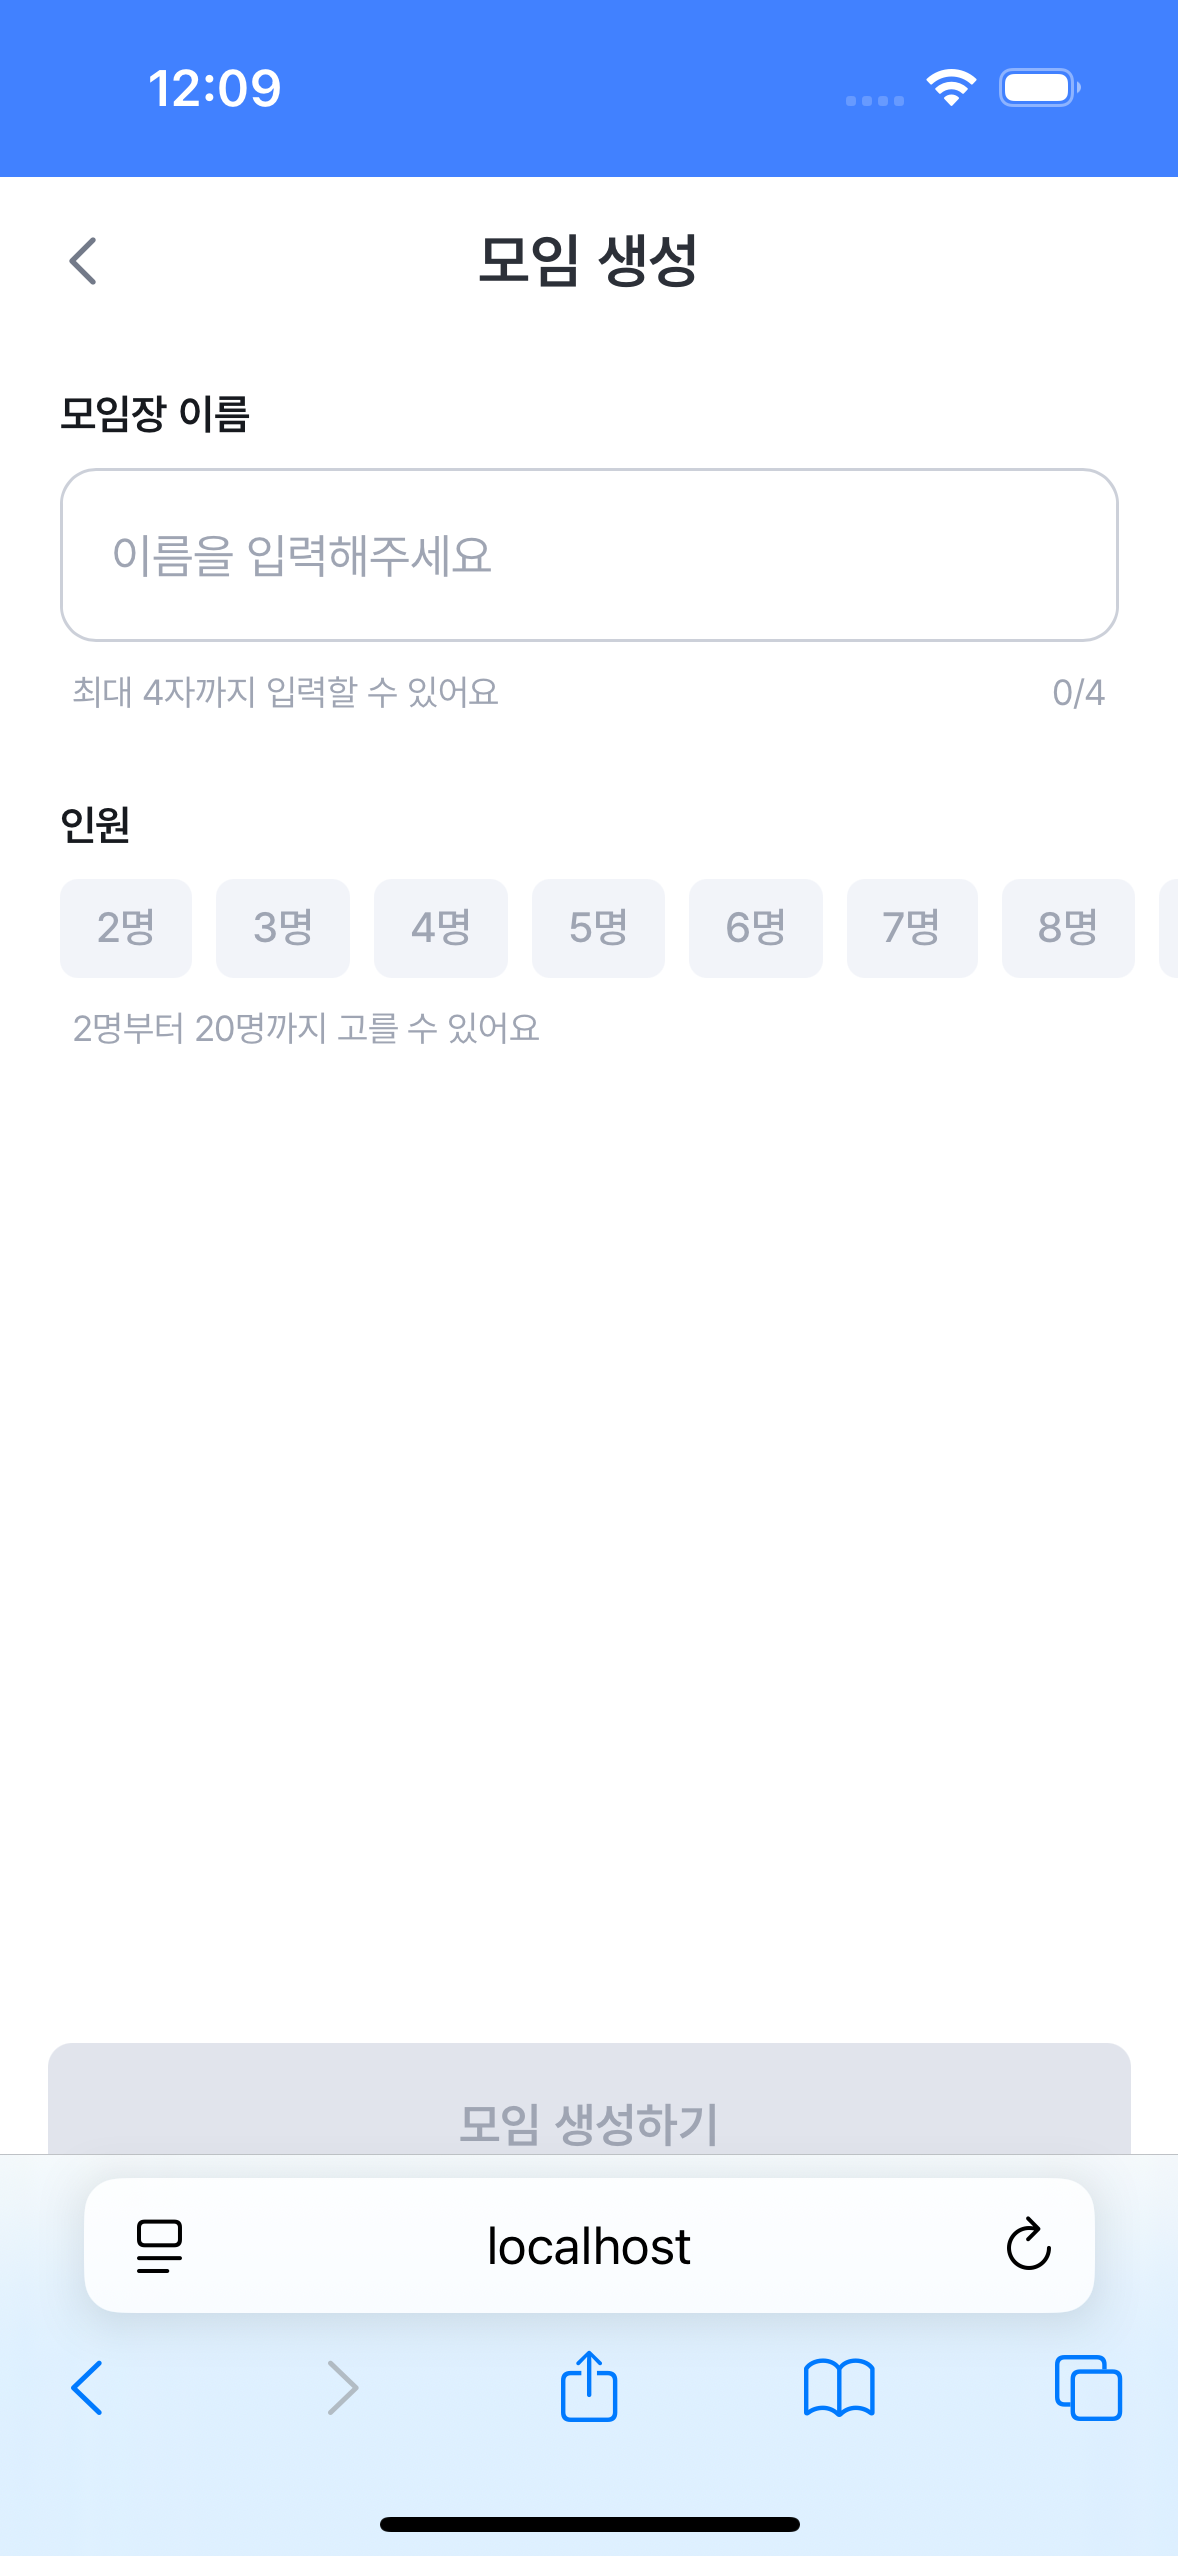 12:09
모임 생성
모임장 이름
이름을 입력해주세요
최대 4자까지 입력할 수 있어요 0/4
인원
2명 3명 4명 5명 6명 7명 8명
2명부터 20명까지 고를 수 있어요
모임 생성하기
localhost